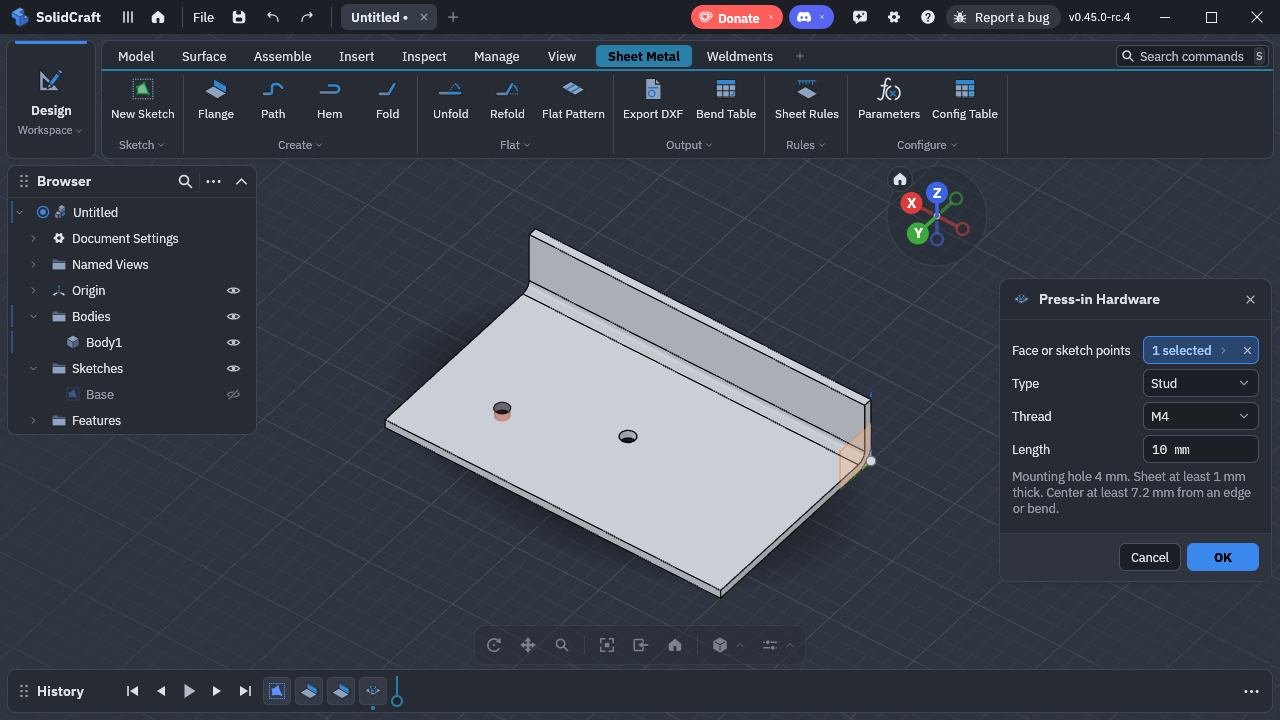 SolidCraft
File
Untitled •
Donate
Report a bug
v0.45.0-rc.4
Design
Workspace
Model
Surface
Assemble
Insert
Inspect
Manage
View
Sheet Metal
Weldments
Search commands
S
New Sketch
Flange
Path
Hem
Fold
Unfold
Refold
Flat Pattern
Export DXF
Bend Table
Sheet Rules
Parameters
Config Table
Sketch
Create
Flat
Output
Rules
Configure
Browser
Untitled
Document Settings
Named Views
Origin
Bodies
Body1
Sketches
Base
Features
Z
X
Y
Press-in Hardware
Face or sketch points
1 selected
Type
Stud
Thread
M4
Length
10 mm
Mounting hole 4 mm. Sheet at least 1 mm
thick. Center at least 7.2 mm from an edge
or bend.
Cancel
OK
History